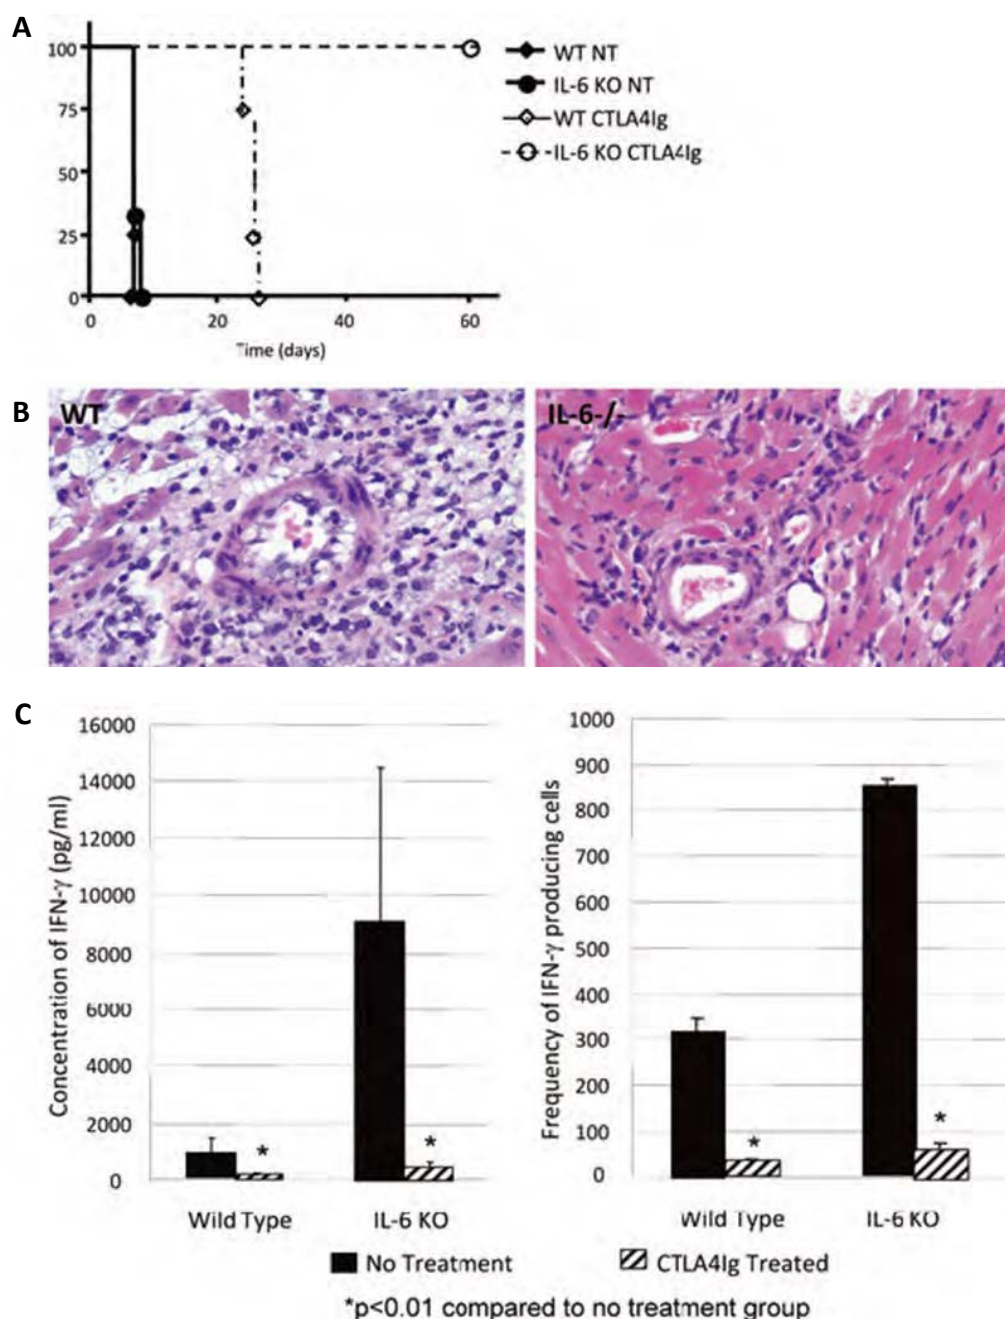 A
100
75
50
25
0
0 20 40 60
Time (days)
WT NT
IL-6 KO NT
WT CTLA4Ig
IL-6 KO CTLA4Ig
B
WT
IL-6-/-
C
Concentration of IFN-γ (pg/ml)
16000
14000
12000
10000
8000
6000
4000
2000
0
*
*
Wild Type IL-6 KO
Frequency of IFN-γ producing cells
1000
900
800
700
600
500
400
300
200
100
0
*
*
Wild Type IL-6 KO
No Treatment CTLA4Ig Treated
*p<0.01 compared to no treatment group